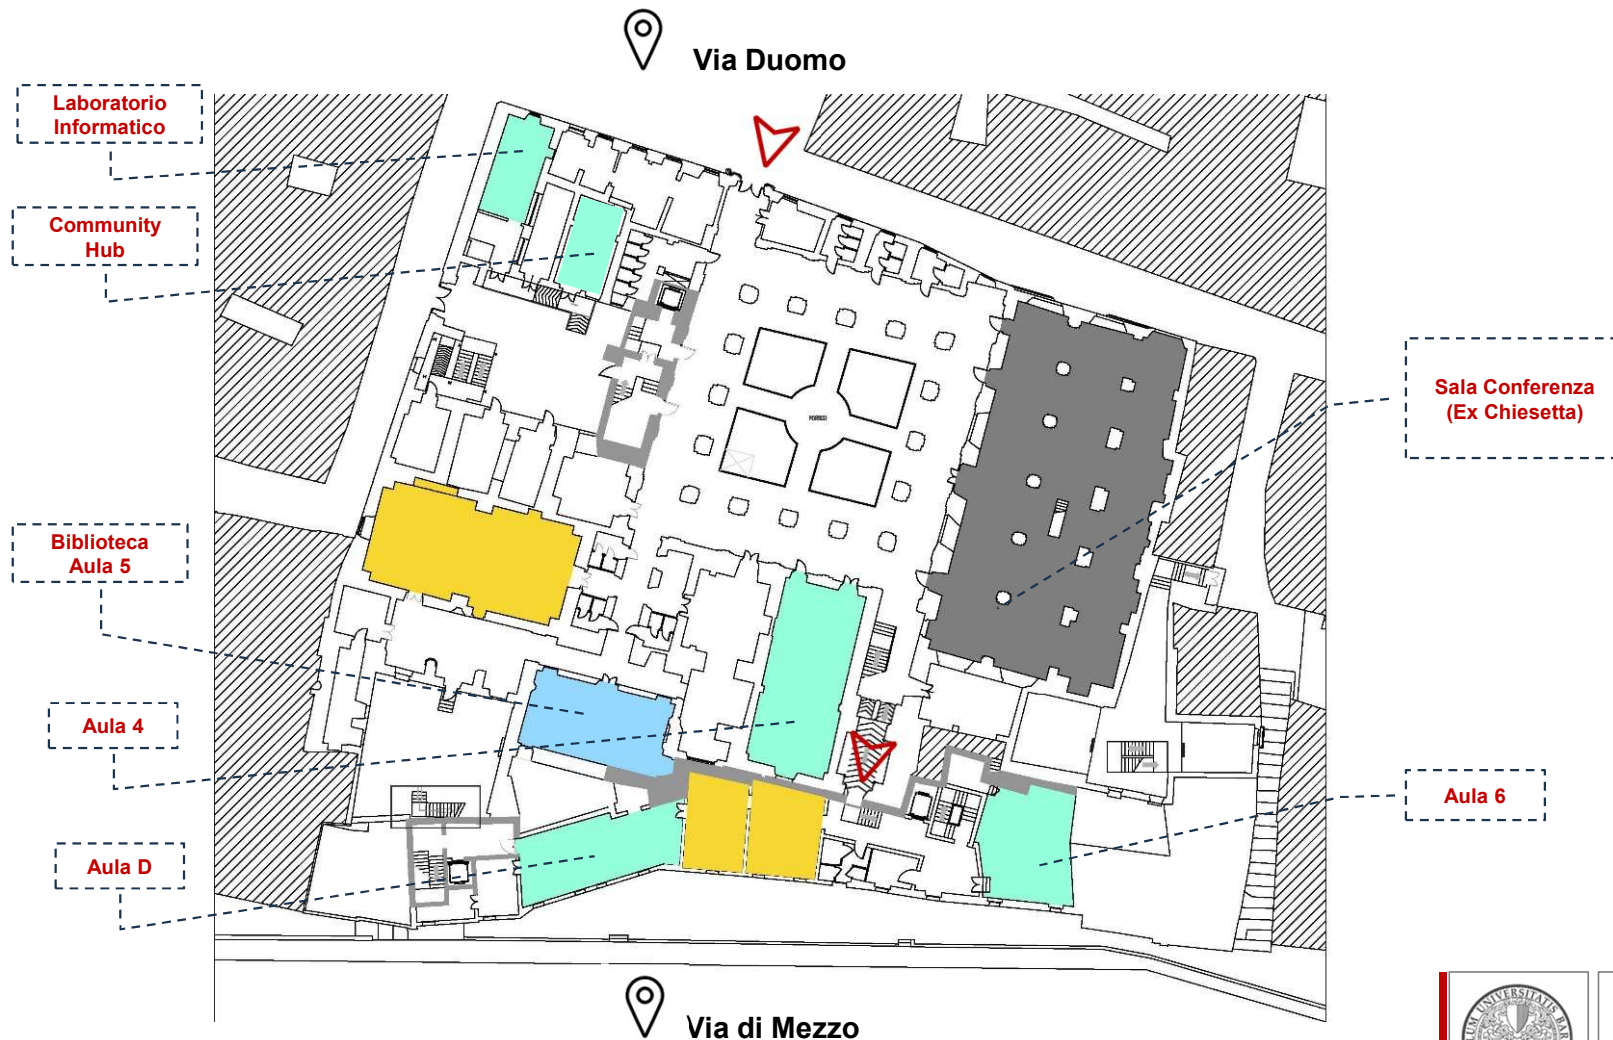 Via Duomo
Laboratorio
Informatico
Community
Hub
Sala Conferenza
(Ex Chiesetta)
Biblioteca
Aula 5
Aula 4
Aula 6
Aula D
Via di Mezzo